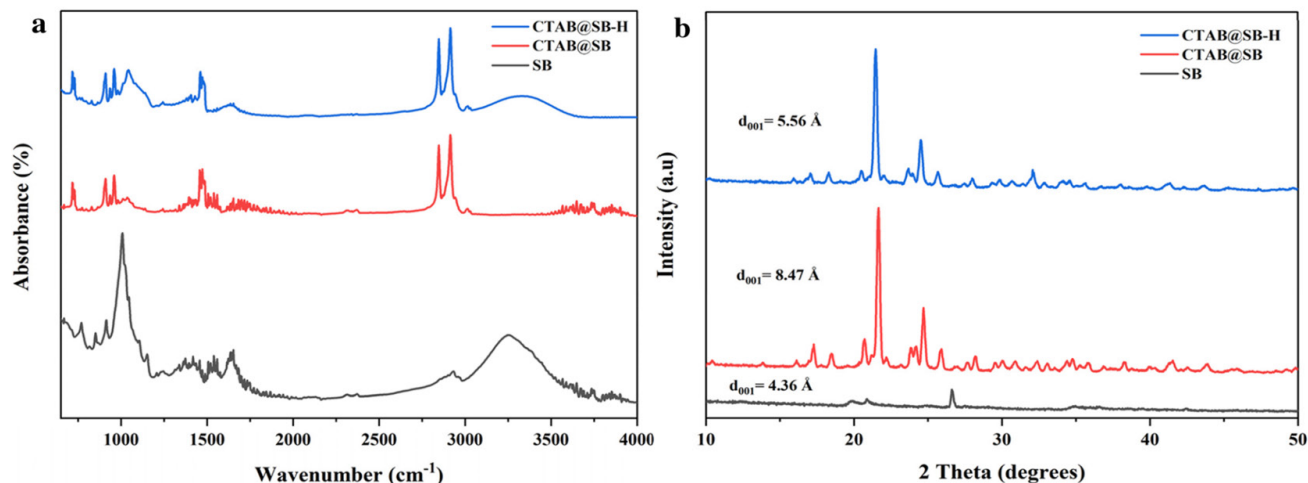 a
CTAB@SB-H
CTAB@SB
SB
Absorbance (%)
1000 1500 2000 2500 3000 3500 4000
Wavenumber (cm⁻¹)
b
CTAB@SB-H
CTAB@SB
SB
d₀₀₁= 5.56 Å
d₀₀₁= 8.47 Å
d₀₀₁= 4.36 Å
Intensity (a.u)
10 20 30 40 50
2 Theta (degrees)